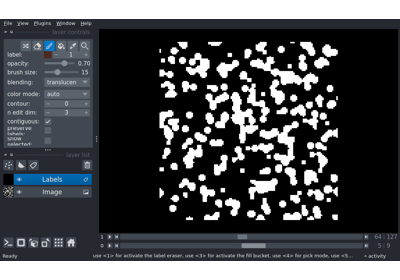 File View Plugins Window Help
layer controls
label: 1
opacity: 0.70
brush size: 15
blending: translucen
color mode: auto
contour: 0
n edit dim: 3
contiguous:
preserve
labels:
show
selected:
layer list
Labels
Image
1 64 127
0 5 9
Ready
use <1> for activate the label eraser, use <3> for activate the fill bucket, use <4> for pick mode, use <5...
activity